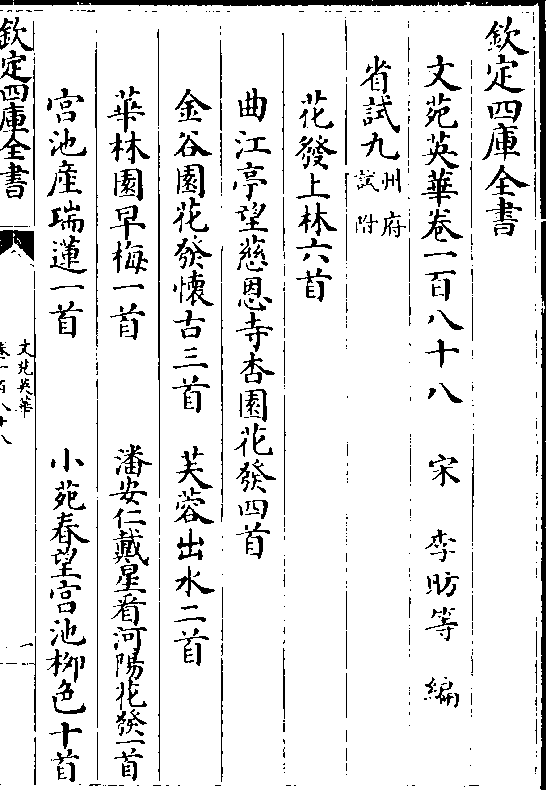 欽定四庫全書
文苑英華卷一百八十八　宋　李昉等　編
省試九州府試附
花發上林六首
曲江亭望慈恩寺杏園花發四首
金谷園花發懷古三首　芙蓉出水二首
華林園早梅一首　潘安仁戴星看河陽花發一首
宮池產瑞蓮一首　小苑春望宮池柳色十首
欽定四庫全書
文苑英華
卷一百八十八
一